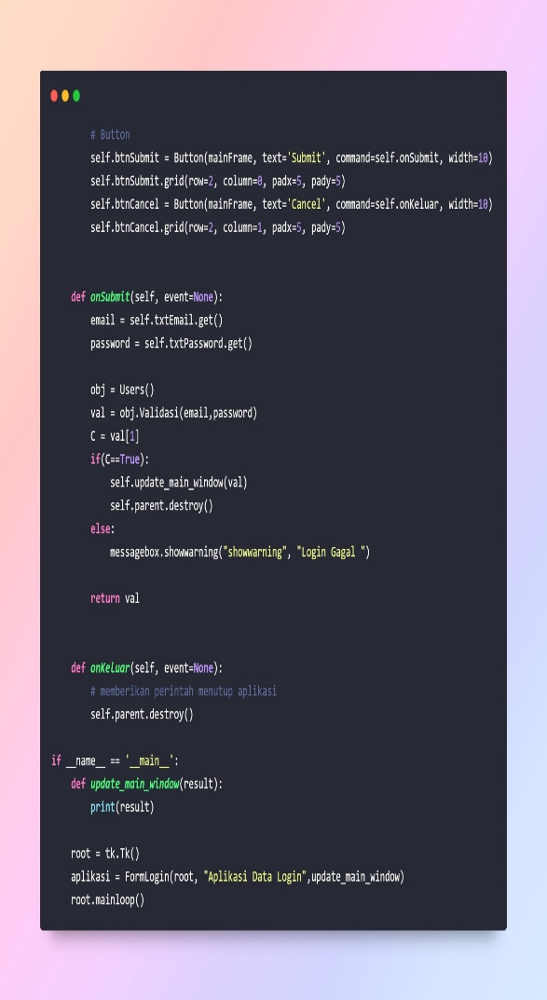 # Button
self.btnSubmit = Button(mainFrame, text='Submit', command=self.onSubmit, width=10)
self.btnSubmit.grid(row=2, column=0, padx=5, pady=5)
self.btnCancel = Button(mainFrame, text='Cancel', command=self.onKeluar, width=10)
self.btnCancel.grid(row=2, column=1, padx=5, pady=5)
def onSubmit(self, event=None):
email = self.txtEmail.get()
password = self.txtPassword.get()
obj = Users()
val = obj.Validasi(email,password)
C = val[1]
if(C==True):
self.update_main_window(val)
self.parent.destroy()
else:
messagebox.showwarning("showwarning", "Login Gagal ")
return val
def onKeluar(self, event=None):
# memberikan perintah menutup aplikasi
self.parent.destroy()
if __name__ == '__main__':
def update_main_window(result):
print(result)
root = tk.Tk()
aplikasi = FormLogin(root, "Aplikasi Data Login",update_main_window)
root.mainloop()